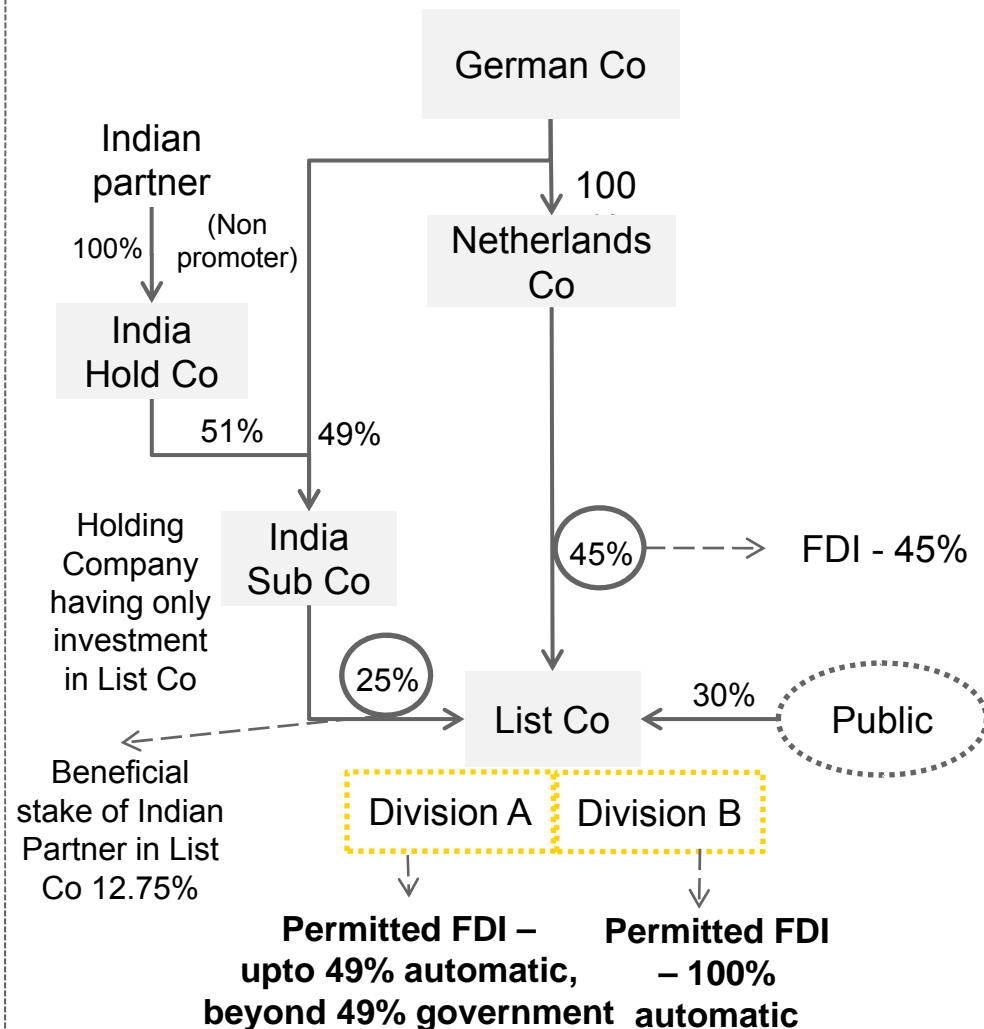 German Co
Indian
partner
100%
(Non
promoter)
100
Netherlands
Co
India
Hold Co
51%
49%
Holding
Company
having only
investment
in List Co
India
Sub Co
45%
FDI - 45%
25%
List Co
30%
Public
Beneficial
stake of Indian
Partner in List
Co 12.75%
Division A
Division B
Permitted FDI –
upto 49% automatic,
beyond 49% government
Permitted FDI
– 100%
automatic